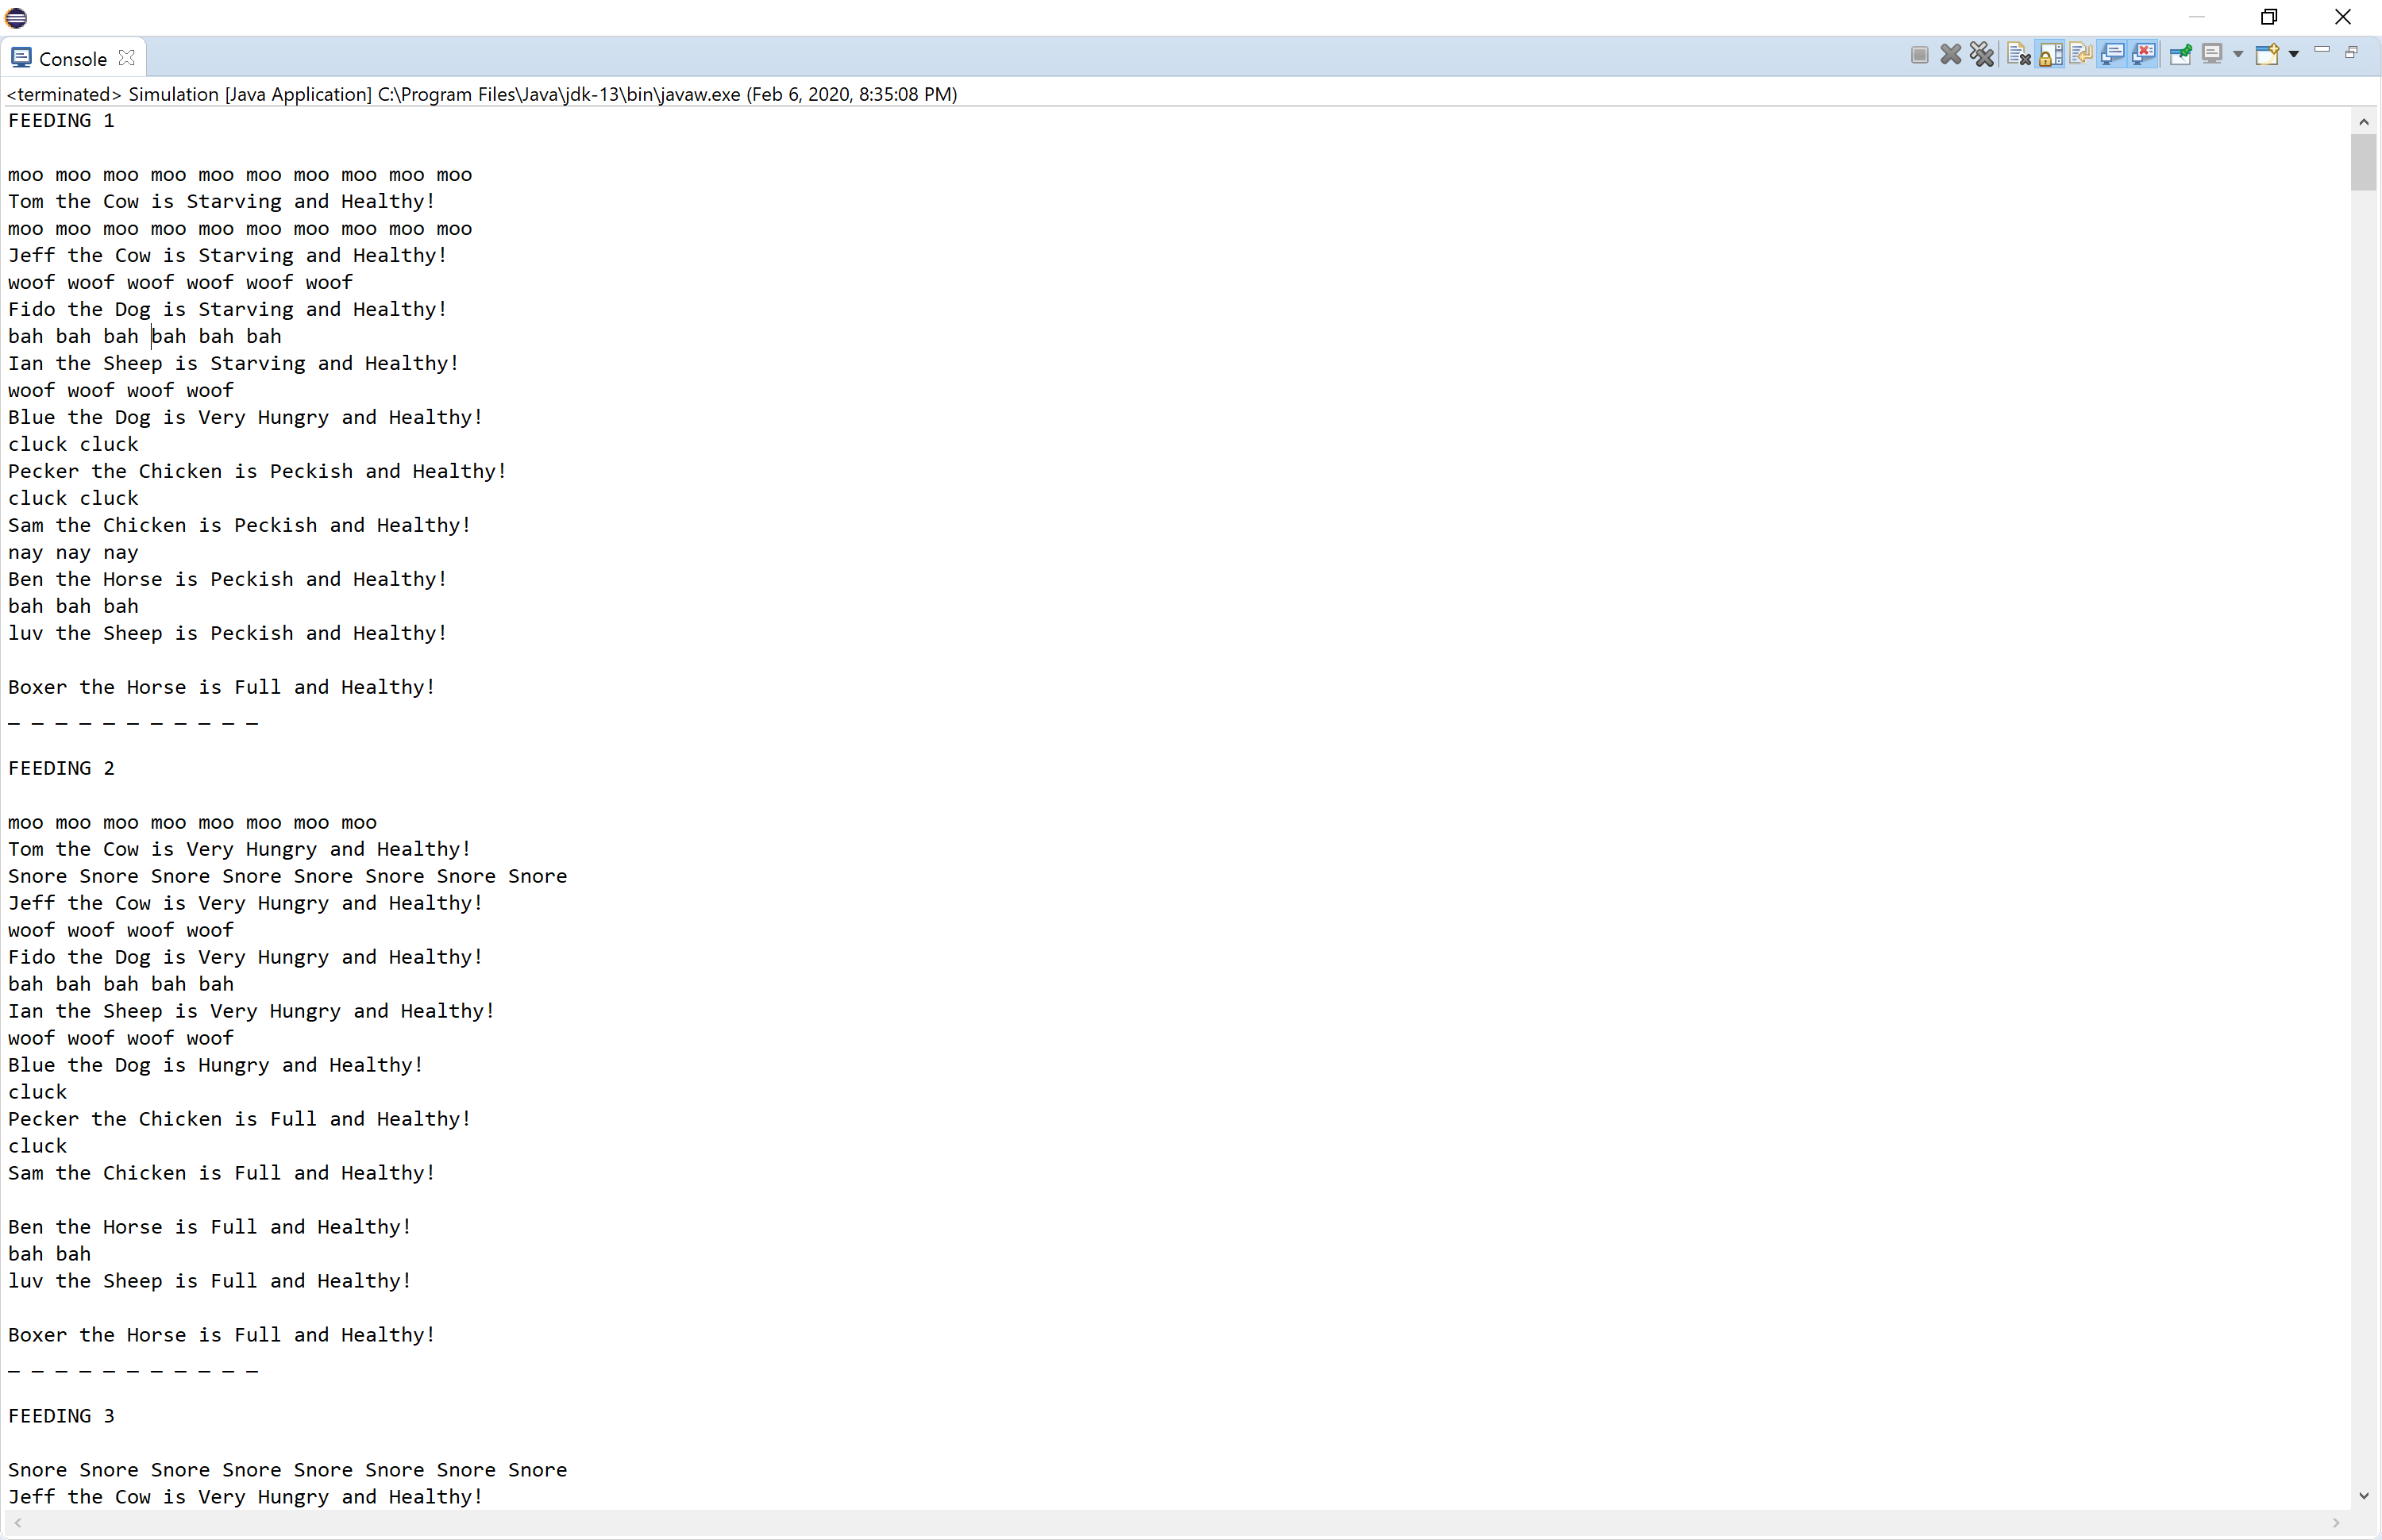 Console
<terminated> Simulation [Java Application] C:\Program Files\Java\jdk-13\bin\javaw.exe (Feb 6, 2020, 8:35:08 PM)
FEEDING 1
moo moo moo moo moo moo moo moo moo moo
Tom the Cow is Starving and Healthy!
moo moo moo moo moo moo moo moo moo moo
Jeff the Cow is Starving and Healthy!
woof woof woof woof woof woof
Fido the Dog is Starving and Healthy!
bah bah bah bah bah bah
Ian the Sheep is Starving and Healthy!
woof woof woof woof
Blue the Dog is Very Hungry and Healthy!
cluck cluck
Pecker the Chicken is Peckish and Healthy!
cluck cluck
Sam the Chicken is Peckish and Healthy!
nay nay nay
Ben the Horse is Peckish and Healthy!
bah bah bah
luv the Sheep is Peckish and Healthy!
Boxer the Horse is Full and Healthy!
_ _ _ _ _ _ _ _ _ _ _
FEEDING 2
moo moo moo moo moo moo moo moo
Tom the Cow is Very Hungry and Healthy!
Snore Snore Snore Snore Snore Snore Snore Snore
Jeff the Cow is Very Hungry and Healthy!
woof woof woof woof
Fido the Dog is Very Hungry and Healthy!
bah bah bah bah bah
Ian the Sheep is Very Hungry and Healthy!
woof woof woof woof
Blue the Dog is Hungry and Healthy!
cluck
Pecker the Chicken is Full and Healthy!
cluck
Sam the Chicken is Full and Healthy!
Ben the Horse is Full and Healthy!
bah bah
luv the Sheep is Full and Healthy!
Boxer the Horse is Full and Healthy!
_ _ _ _ _ _ _ _ _ _ _
FEEDING 3
Snore Snore Snore Snore Snore Snore Snore Snore
Jeff the Cow is Very Hungry and Healthy!